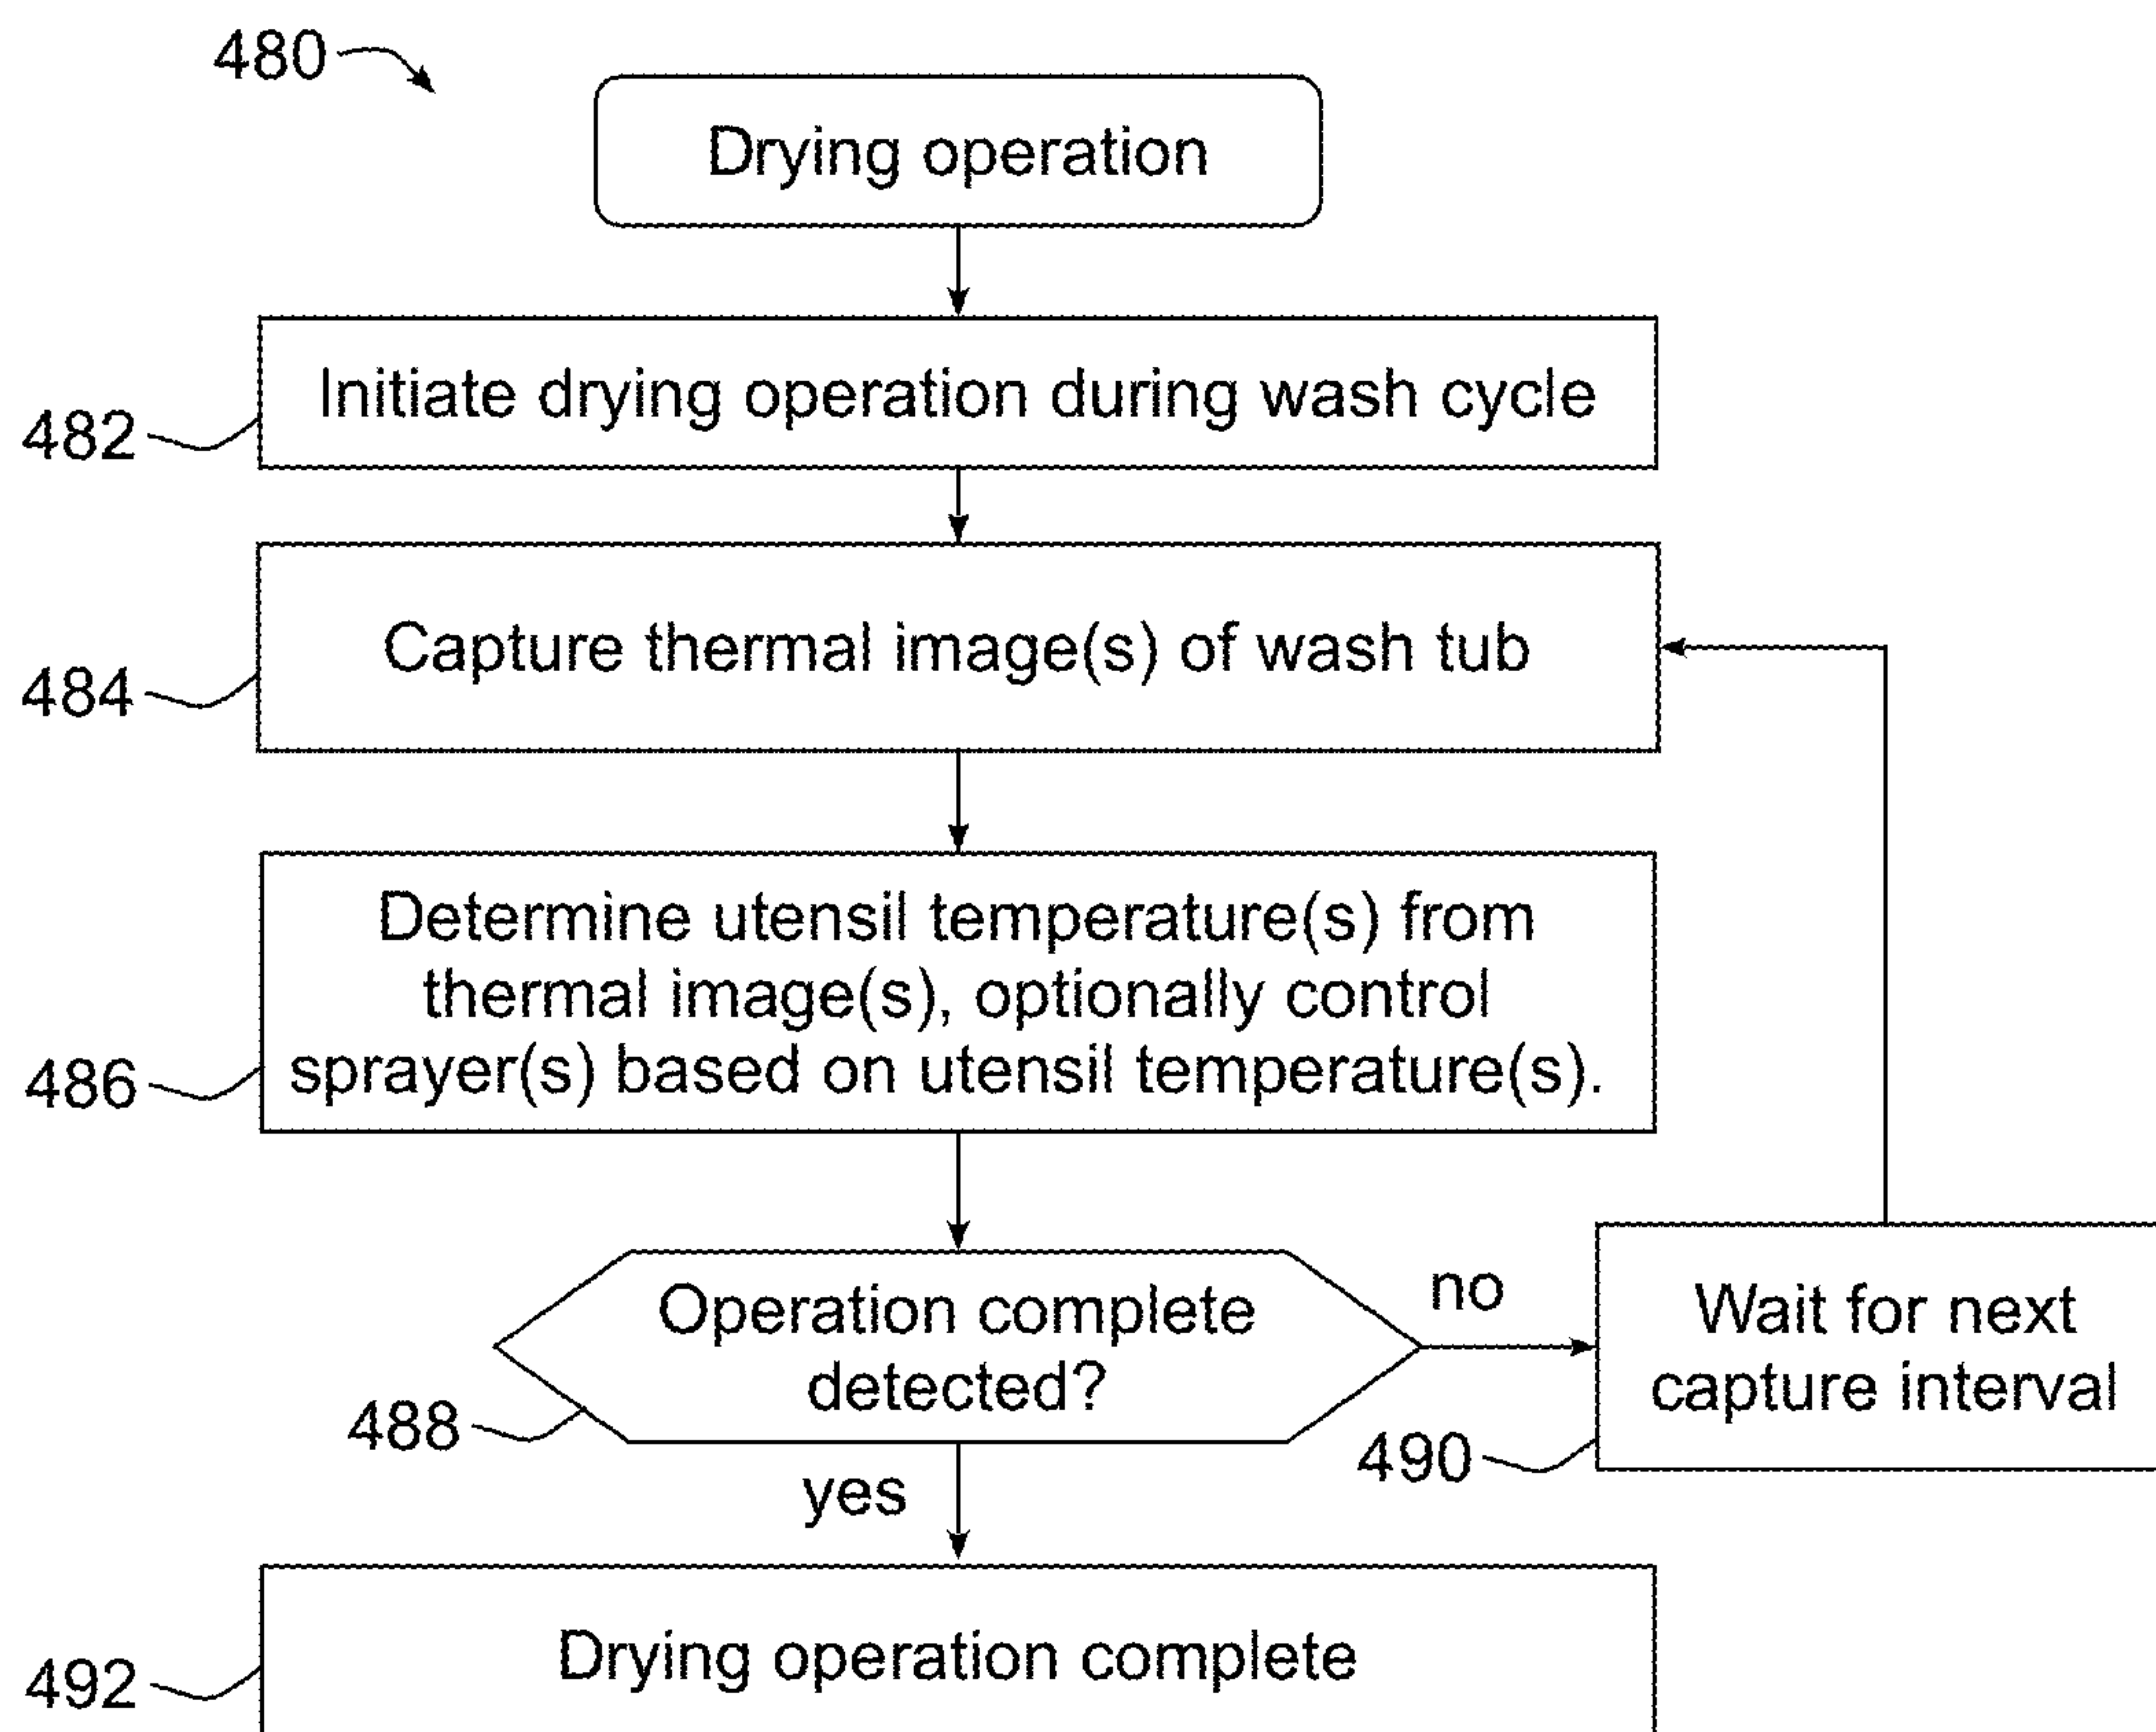 480
Drying operation
Initiate drying operation during wash cycle
482
Capture thermal image(s) of wash tub
484
Determine utensil temperature(s) from
thermal image(s), optionally control
sprayer(s) based on utensil temperature(s).
486
Operation complete
detected?
488
no
Wait for next
capture interval
490
yes
Drying operation complete
492